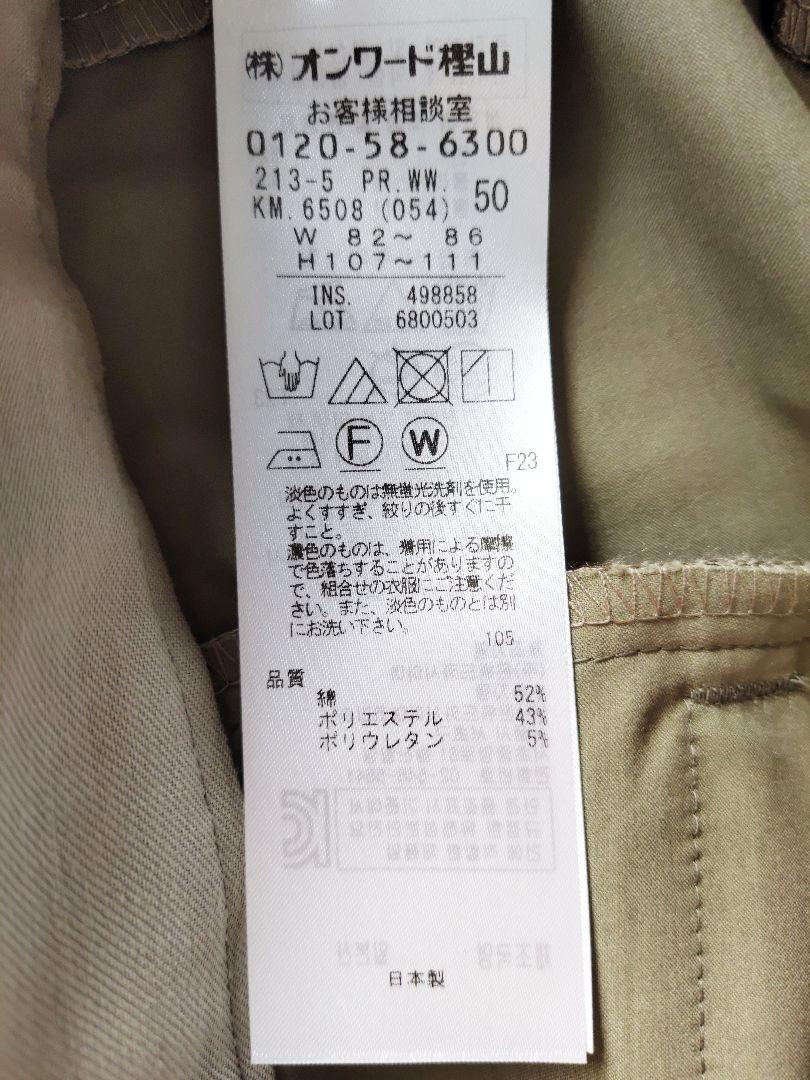 (株)オンワード樫山
お客様相談室
0120-58-6300
213-5 PR.WW. 50
KM.6508(054)
W 82～ 86
H107～111
INS. 498858
LOT 6800503
F W
F23
淡色のものは無蛍光洗剤を使用。
よくすすぎ、絞りの後すぐに干
すこと。
濃色のものは、着用による摩擦
で色落ちすることがありますの
で、組合せの衣服にご注意くだ
さい。また、淡色のものとは別
にお洗い下さい。
105
品質
綿 52%
ポリエステル 43%
ポリウレタン 5%
日本製